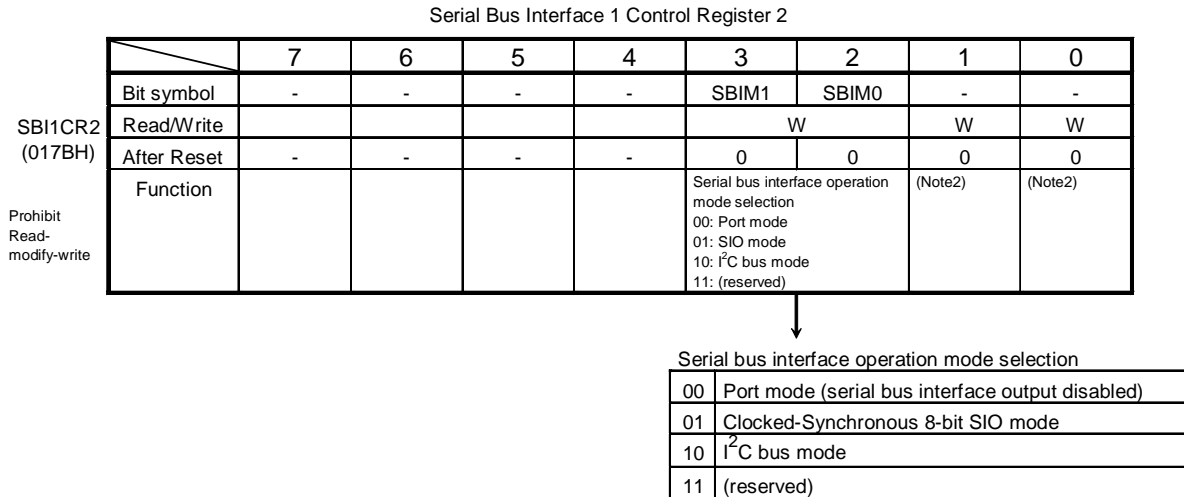 Serial Bus Interface 1 Control Register 2
7 6 5 4 3 2 1 0
Bit symbol - - - - SBIM1 SBIM0 - -
SBI1CR2
(017BH)
Read/Write W W W
After Reset - - - - 0 0 0 0
Prohibit
Read-
modify-write
Function
Serial bus interface operation
mode selection
00: Port mode
01: SIO mode
10: I²C bus mode
11: (reserved)
(Note2)
(Note2)
Serial bus interface operation mode selection
00 Port mode (serial bus interface output disabled)
01 Clocked-Synchronous 8-bit SIO mode
10 I²C bus mode
11 (reserved)